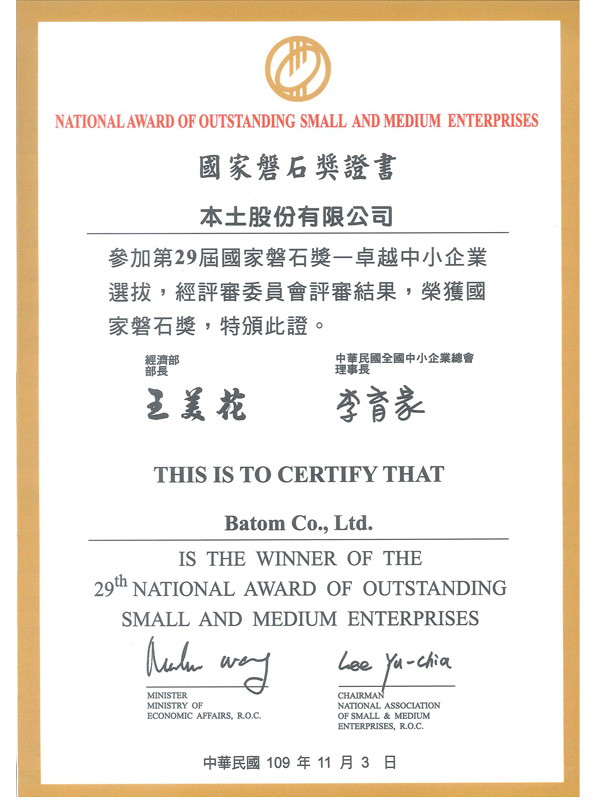 NATIONAL AWARD OF OUTSTANDING SMALL AND MEDIUM ENTERPRISES
國家磐石獎證書
本土股份有限公司
參加第29屆國家磐石獎—卓越中小企業
選拔，經評審委員會評審結果，榮獲國
家磐石獎，特頒此證。
經濟部
部長
王美花
中華民國全國中小企業總會
理事長
李育家
THIS IS TO CERTIFY THAT
Batom Co., Ltd.
IS THE WINNER OF THE
29th NATIONAL AWARD OF OUTSTANDING
SMALL AND MEDIUM ENTERPRISES
Lee Yu-chia
MINISTER
MINISTRY OF
ECONOMIC AFFAIRS, R.O.C.
CHAIRMAN
NATIONAL ASSOCIATION
OF SMALL & MEDIUM
ENTERPRISES, R.O.C.
中華民國 109 年 11 月 3 日